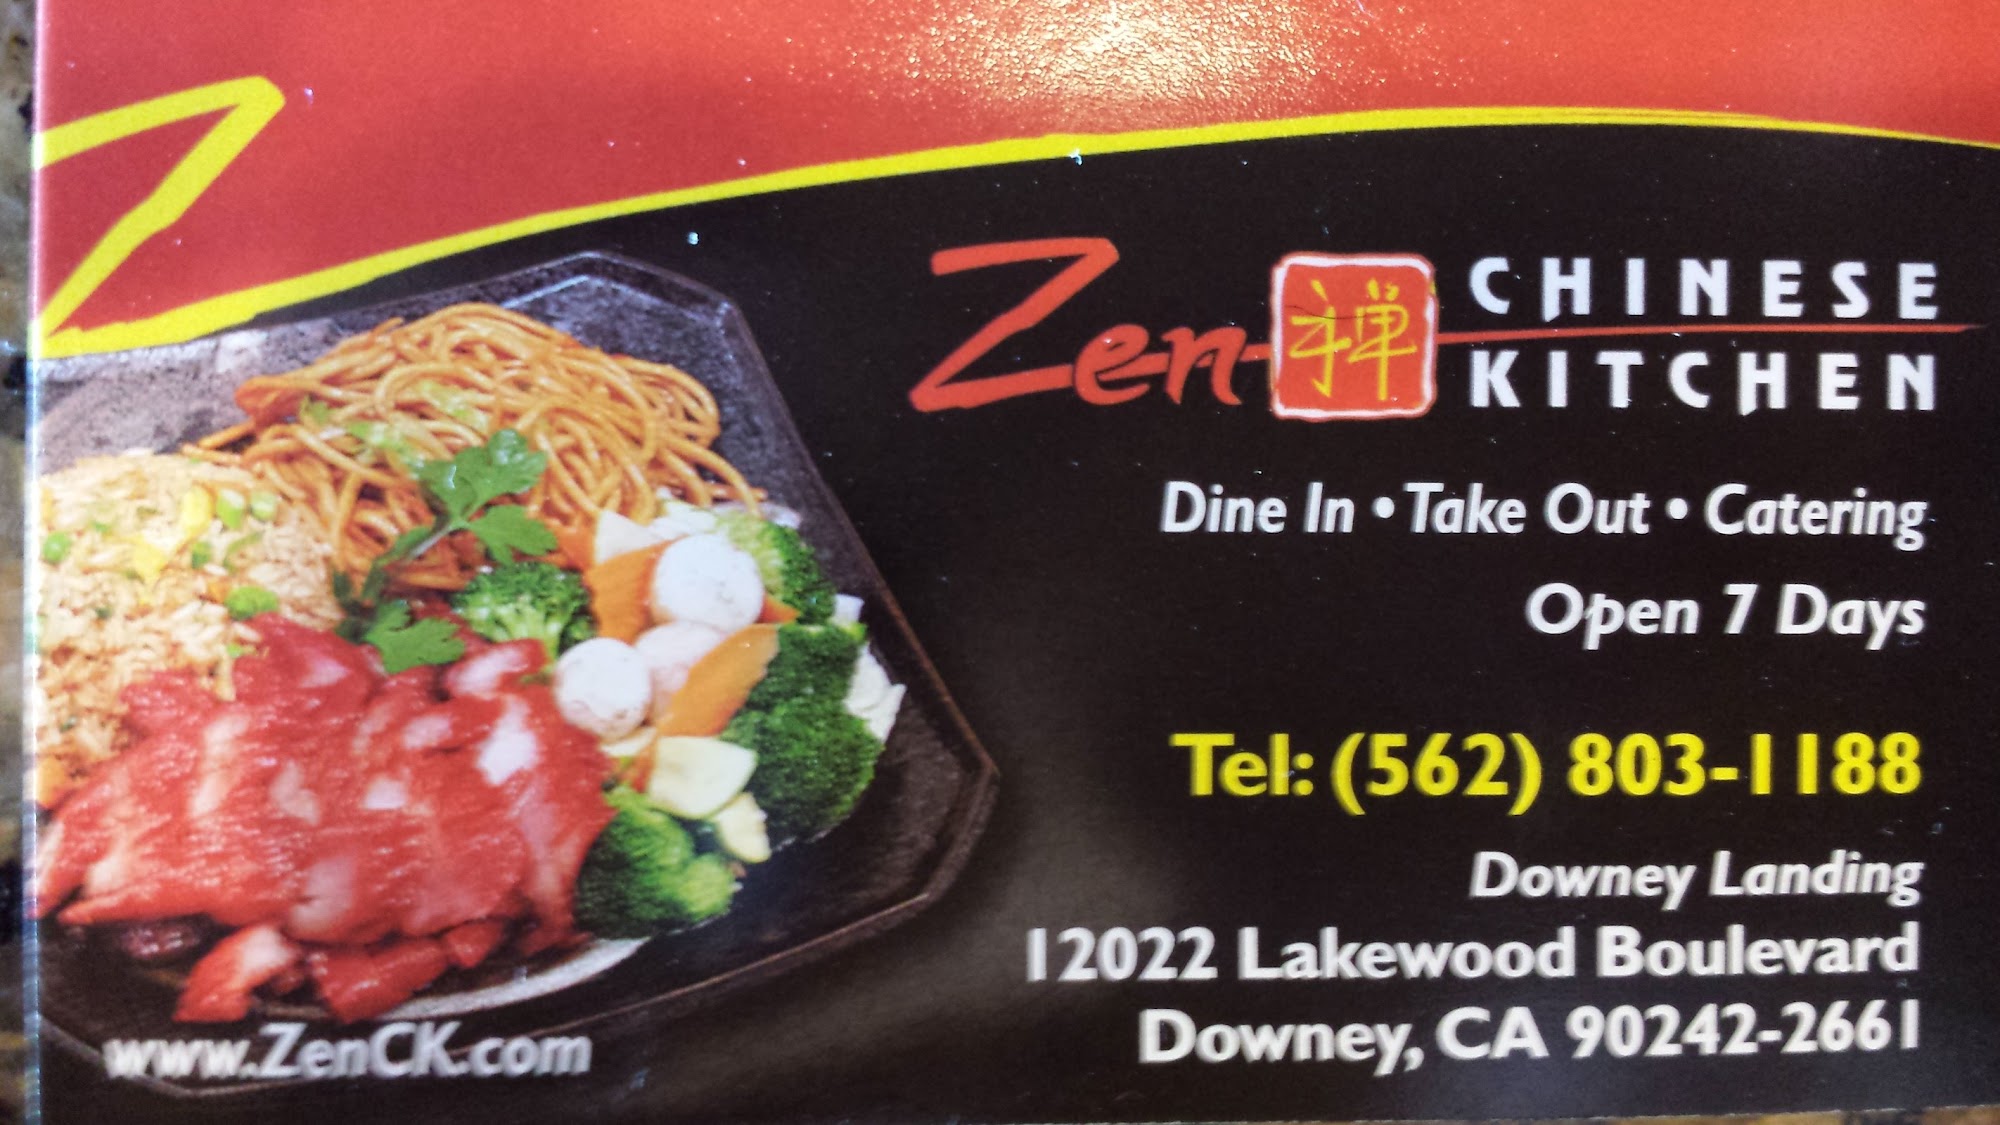 Z
Zen 禅 CHINESE
KITCHEN
Dine In • Take Out • Catering
Open 7 Days
Tel: (562) 803-1188
Downey Landing
12022 Lakewood Boulevard
Downey, CA 90242-2661
www.ZenCK.com